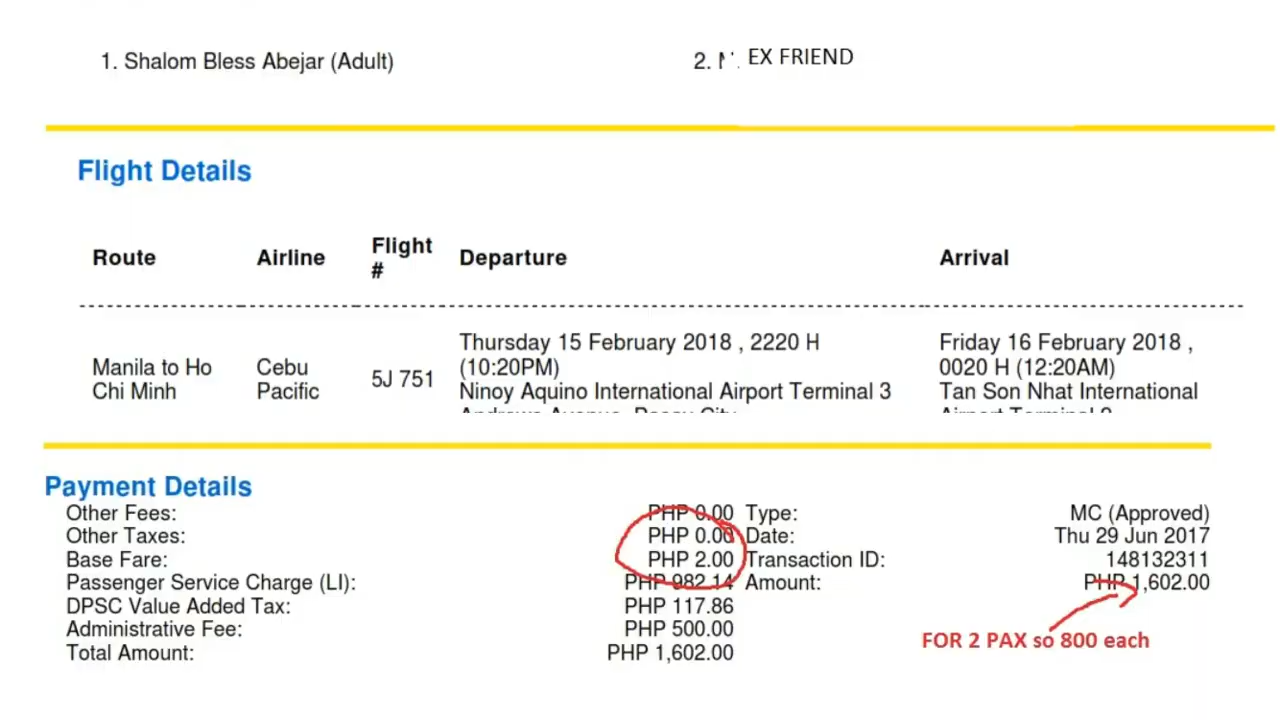 1. Shalom Bless Abejar (Adult) 2. EX FRIEND
Flight Details
Route Airline Flight # Departure Arrival
Manila to Ho Chi Minh
Cebu Pacific
5J 751
Thursday 15 February 2018 , 2220 H
(10:20PM)
Ninoy Aquino International Airport Terminal 3
Friday 16 February 2018 ,
0020 H (12:20AM)
Tan Son Nhat International
Payment Details
Other Fees: PHP 0.00 Type: MC (Approved)
Other Taxes: PHP 0.00 Date: Thu 29 Jun 2017
Base Fare: PHP 2.00 Transaction ID: 148132311
Passenger Service Charge (LI): PHP 982.14 Amount: PHP 1,602.00
DPSC Value Added Tax: PHP 117.86
Administrative Fee: PHP 500.00
FOR 2 PAX so 800 each
Total Amount: PHP 1,602.00